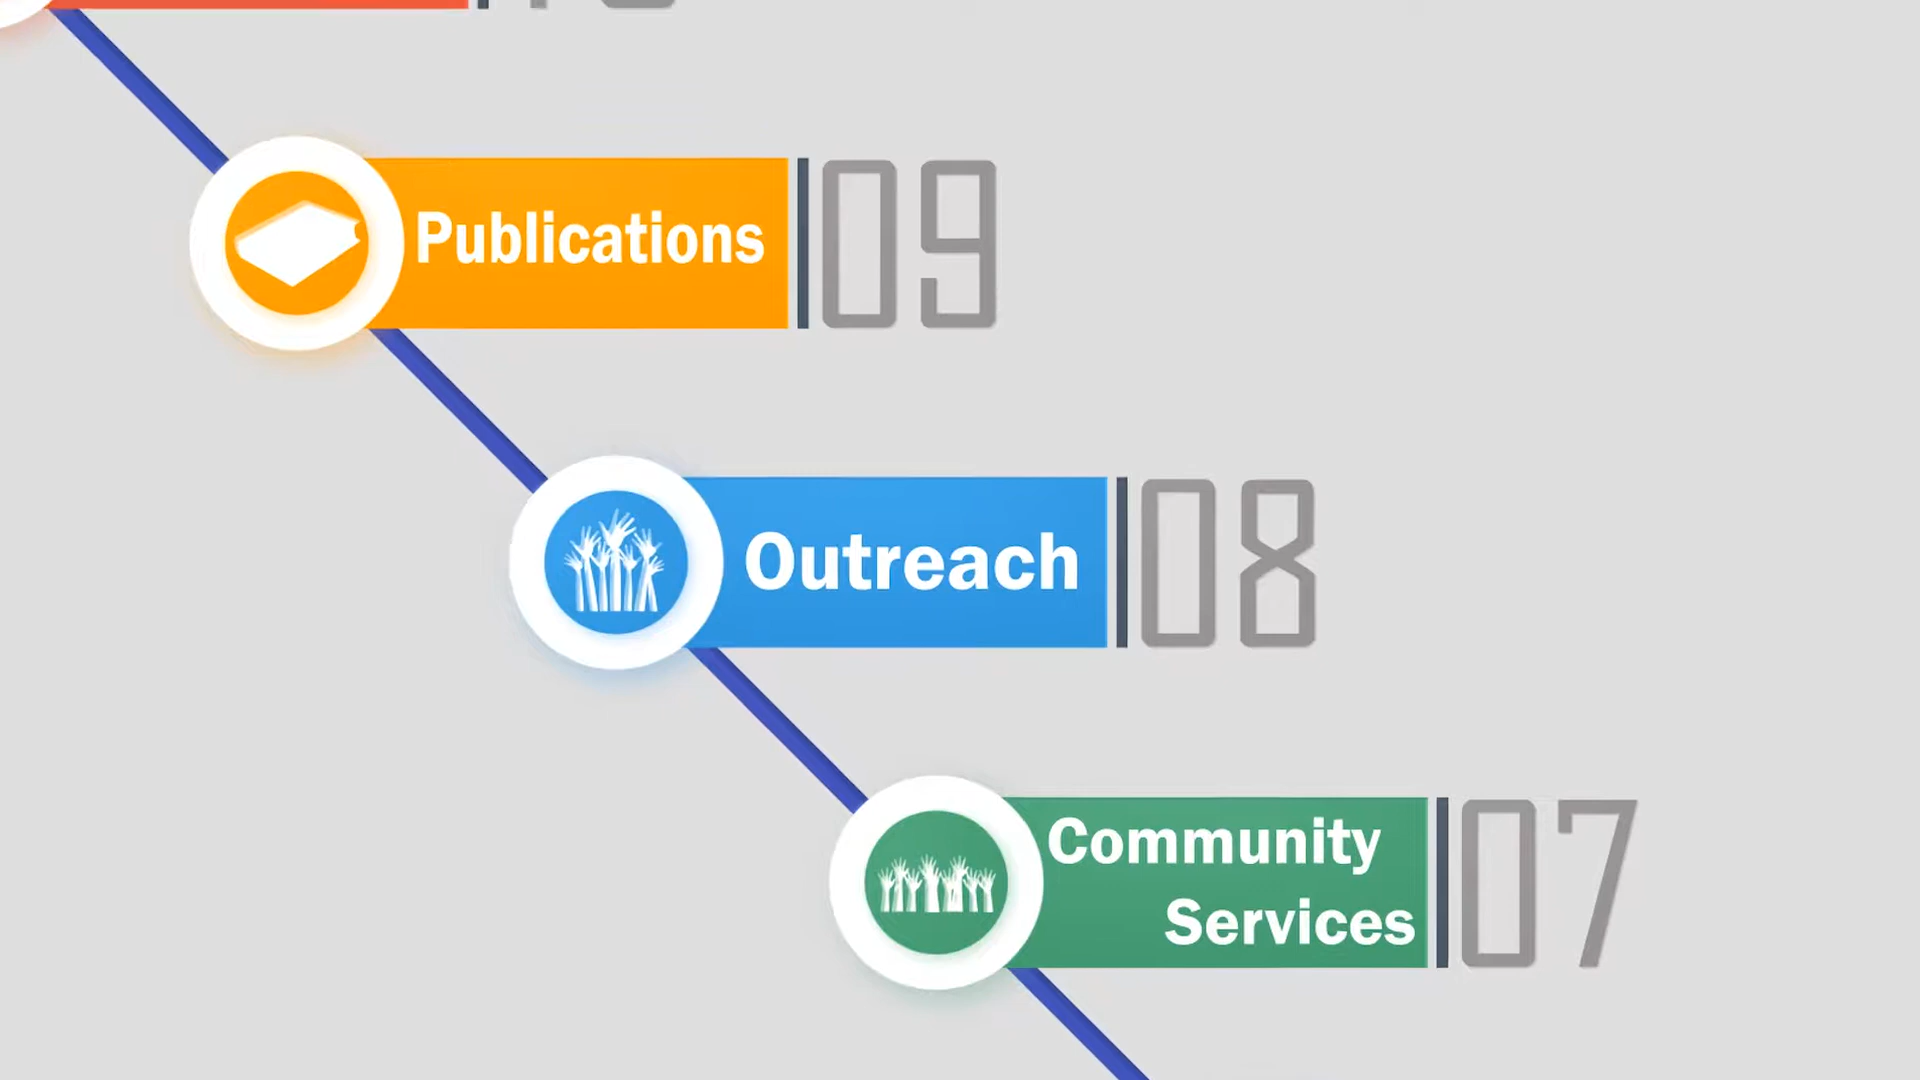 Publications 09
Outreach 08
Community
Services 07